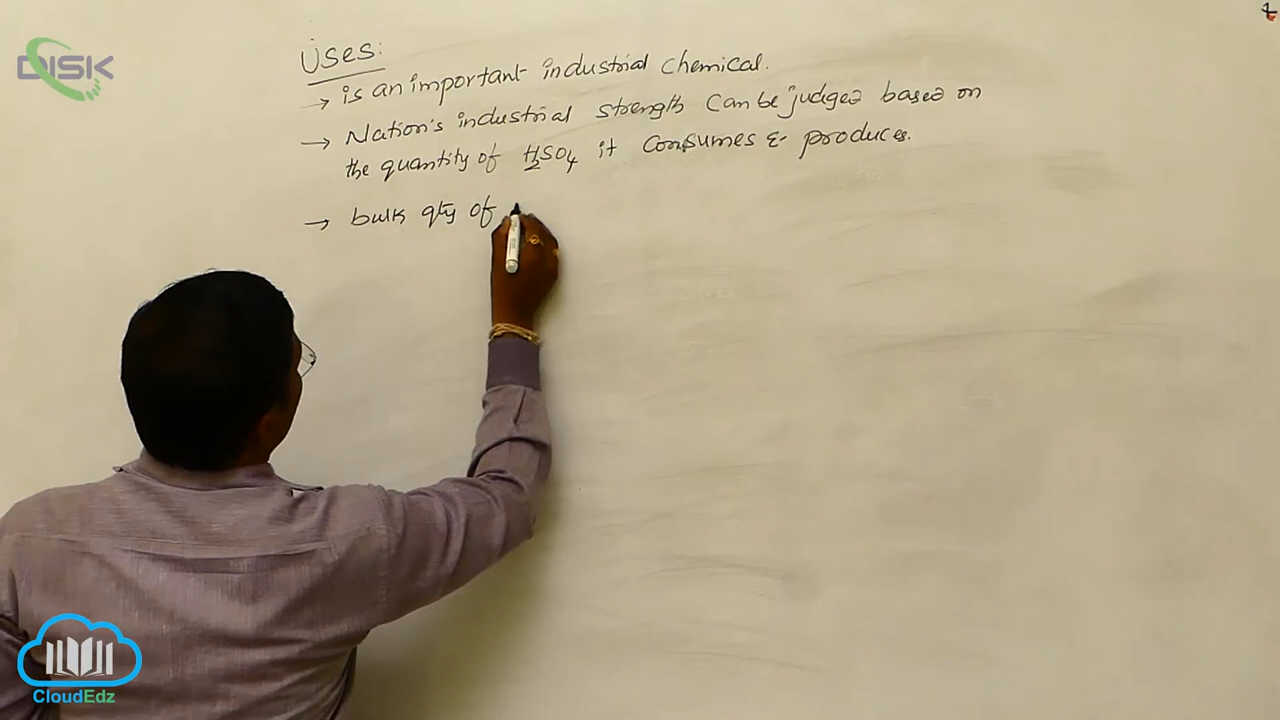 DISK
Uses:
→ is an important industrial chemical.
→ Nation's industrial strength can be judged based on
the quantity of H2SO4 it consumes & produces.
→ bulk qty of
CloudEdz